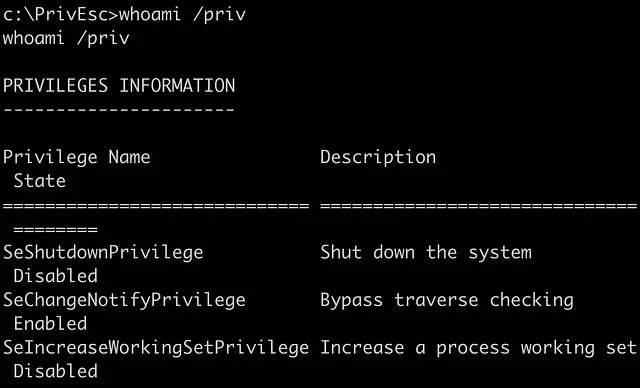 c:\PrivEsc>whoami /priv
whoami /priv
PRIVILEGES INFORMATION
----------------------
Privilege Name                Description
 State
============================= ==============================
 ========
SeShutdownPrivilege           Shut down the system
 Disabled
SeChangeNotifyPrivilege       Bypass traverse checking
 Enabled
SeIncreaseWorkingSetPrivilege Increase a process working set
 Disabled